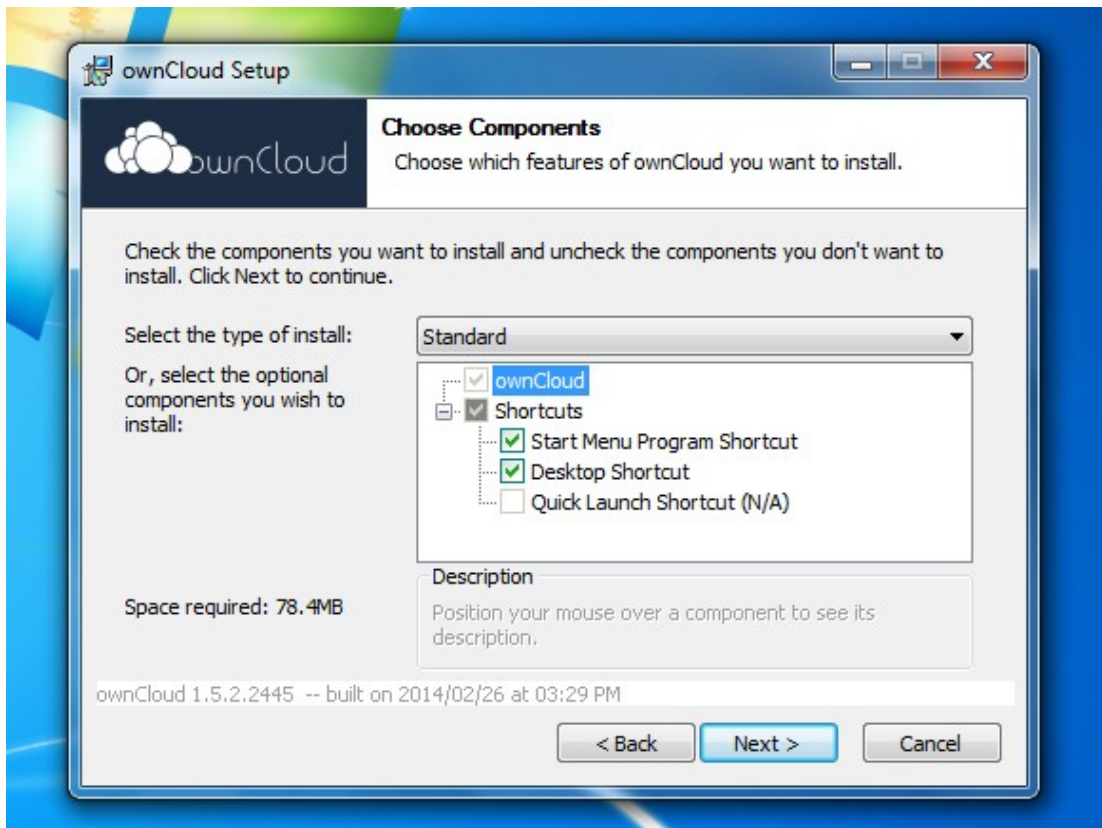 ownCloud Setup
ownCloud
Choose Components
Choose which features of ownCloud you want to install.
Check the components you want to install and uncheck the components you don't want to
install. Click Next to continue.
Select the type of install:
Standard
Or, select the optional
components you wish to
install:
ownCloud
Shortcuts
Start Menu Program Shortcut
Desktop Shortcut
Quick Launch Shortcut (N/A)
Space required: 78.4MB
Description
Position your mouse over a component to see its
description.
ownCloud 1.5.2.2445 -- built on 2014/02/26 at 03:29 PM
< Back
Next >
Cancel